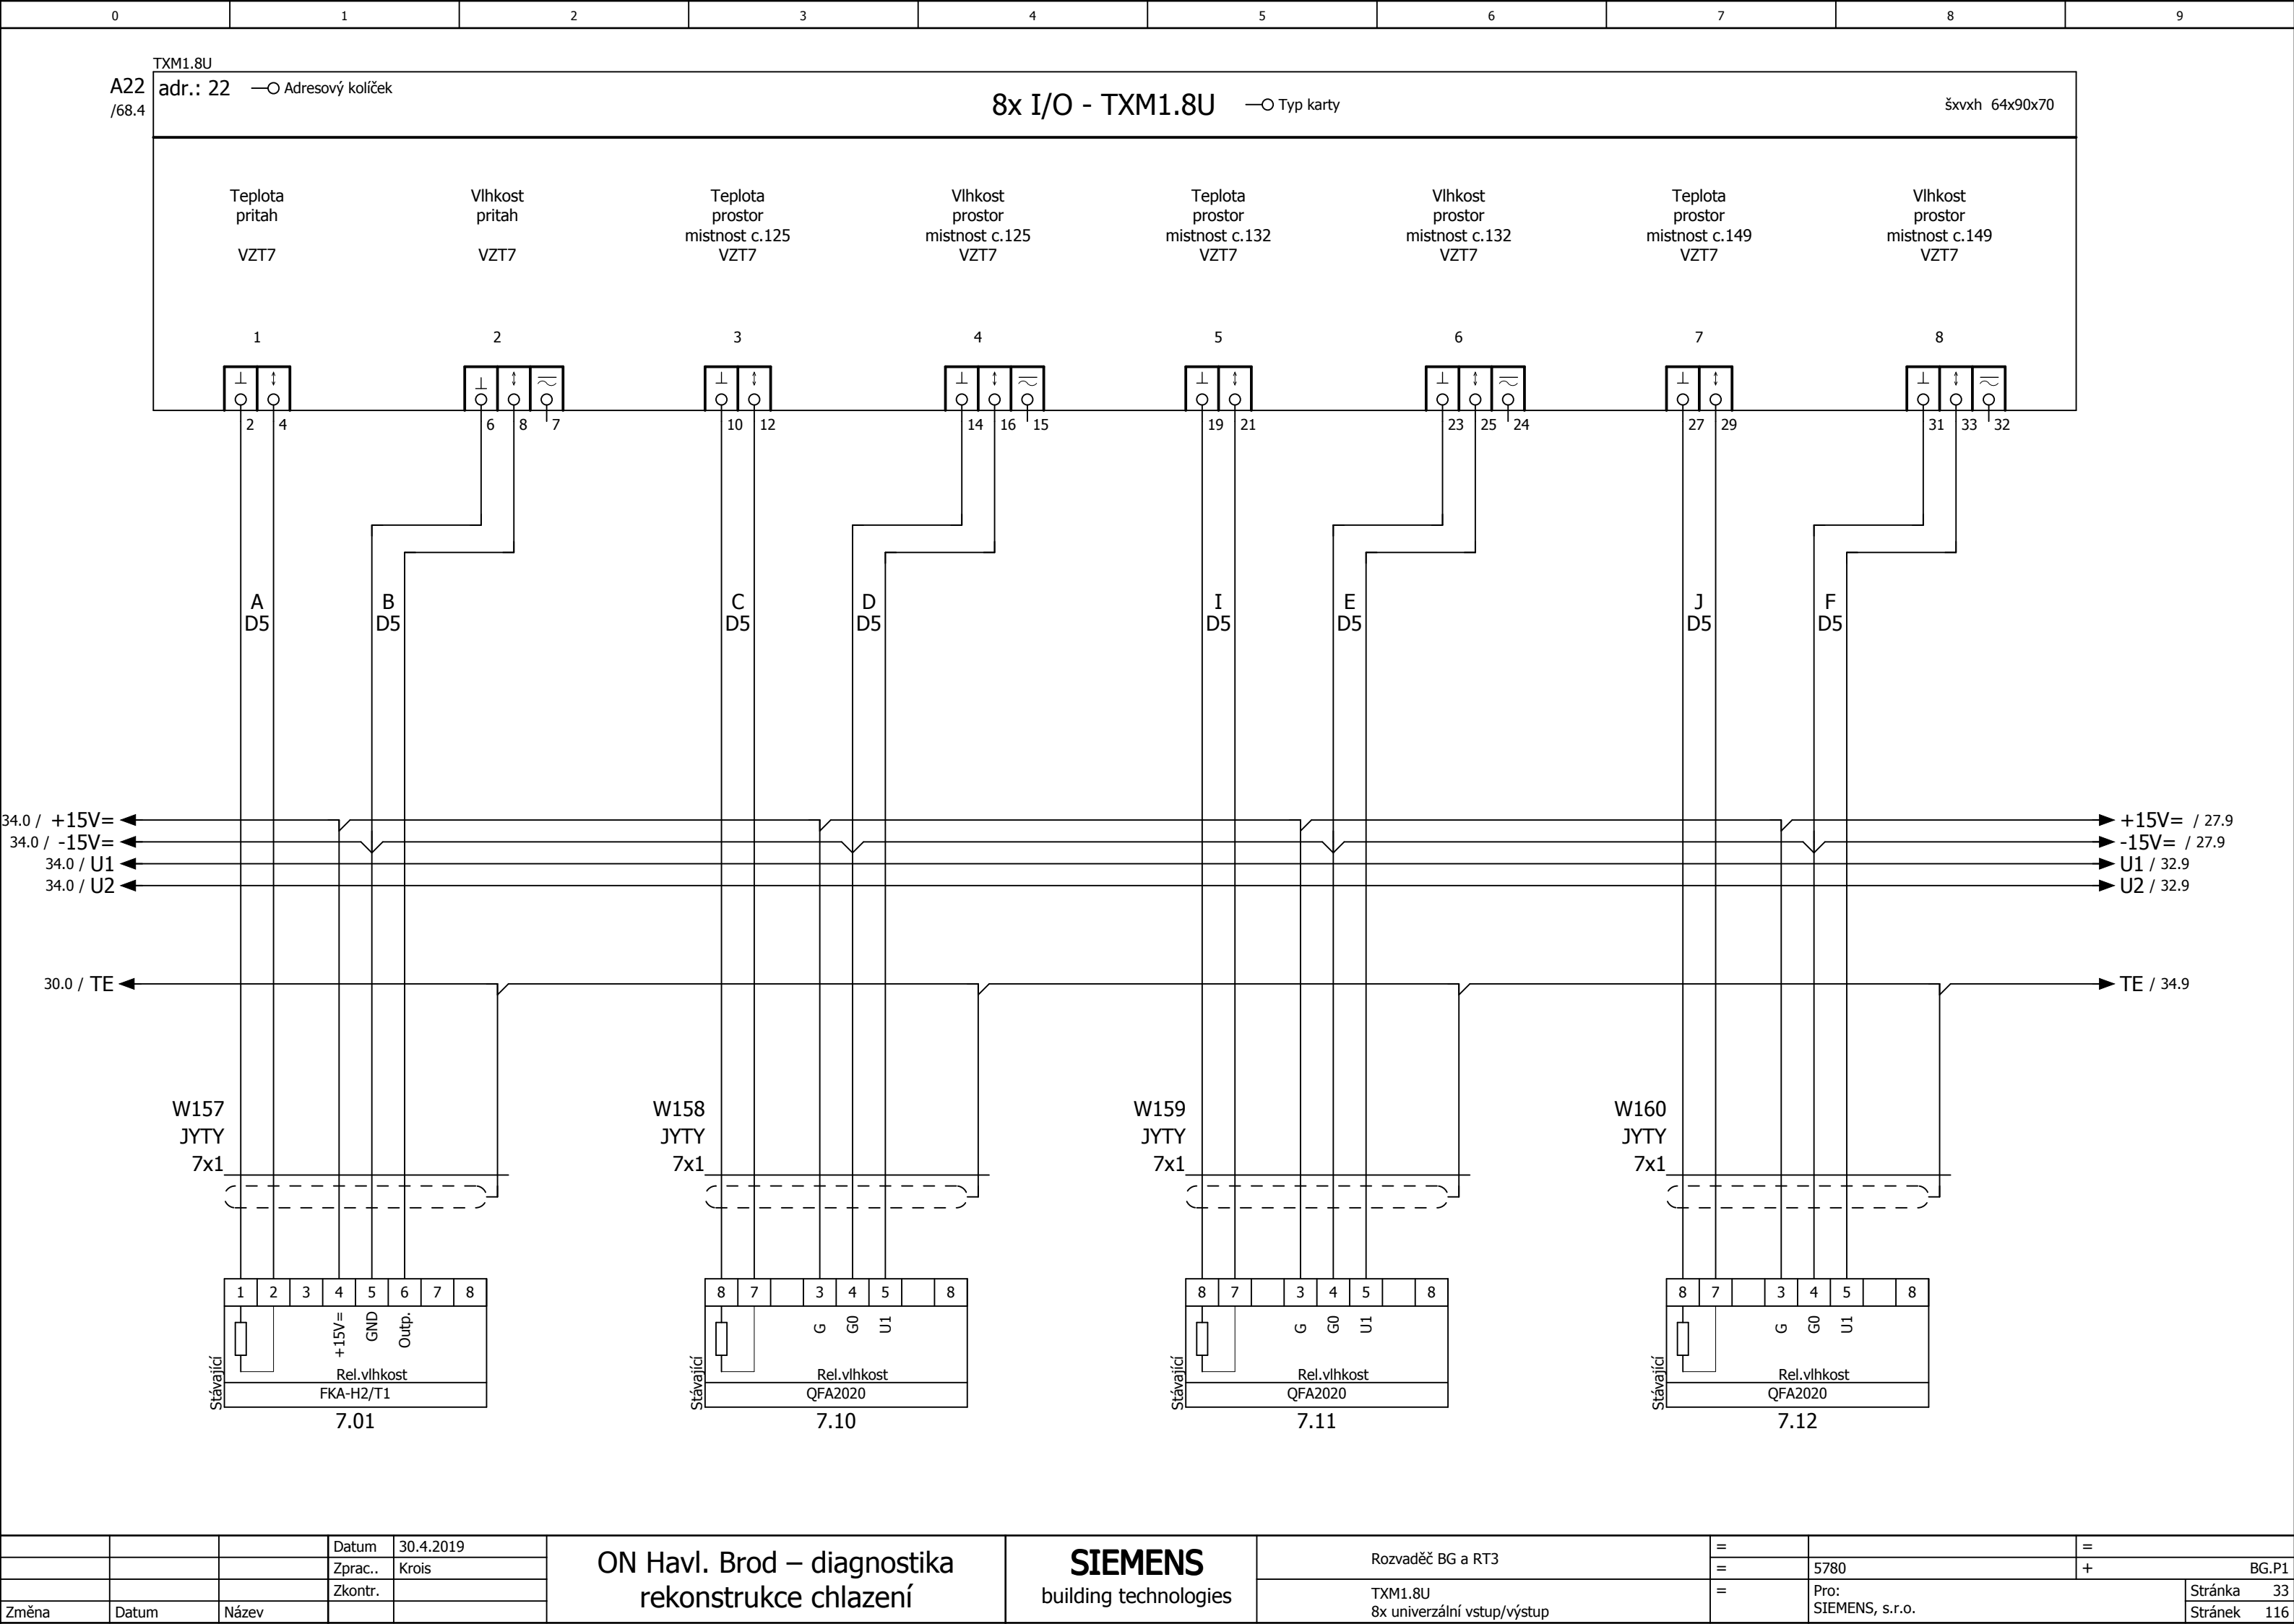 0 1 2 3 4 5 6 7 8 9
TXM1.8U
A22
/68.4
adr.: 22
Adresový kolíček
8x I/O - TXM1.8U
Typ karty
šxvxh 64x90x70
Teplota
pritah
VZT7
Vlhkost
pritah
VZT7
Teplota
prostor
mistnost c.125
VZT7
Vlhkost
prostor
mistnost c.125
VZT7
Teplota
prostor
mistnost c.132
VZT7
Vlhkost
prostor
mistnost c.132
VZT7
Teplota
prostor
mistnost c.149
VZT7
Vlhkost
prostor
mistnost c.149
VZT7
1 2 3 4 5 6 7 8
2 4 6 8 7 10 12 14 16 15 19 21 23 25 24 27 29 31 33 32
A
D5
B
D5
C
D5
D
D5
I
D5
E
D5
J
D5
F
D5
34.0 / +15V=
34.0 / -15V=
34.0 / U1
34.0 / U2
+15V= / 27.9
-15V= / 27.9
U1 / 32.9
U2 / 32.9
30.0 / TE
TE / 34.9
W157
JYTY
7x1
W158
JYTY
7x1
W159
JYTY
7x1
W160
JYTY
7x1
1 2 3 4 5 6 7 8
+15V=
GND
Outp.
Stávající
Rel.vlhkost
FKA-H2/T1
7.01
8 7 3 4 5 8
G
G0
U1
Stávající
Rel.vlhkost
QFA2020
7.10
8 7 3 4 5 8
G
G0
U1
Stávající
Rel.vlhkost
QFA2020
7.11
8 7 3 4 5 8
G
G0
U1
Stávající
Rel.vlhkost
QFA2020
7.12
Datum 30.4.2019
Zprac.. Krois
Zkontr.
Změna Datum Název
ON Havl. Brod – diagnostika
rekonstrukce chlazení
SIEMENS
building technologies
Rozvaděč BG a RT3
TXM1.8U
8x univerzální vstup/výstup
=
=
=
5780
Pro:
SIEMENS, s.r.o.
=
+ BG.P1
Stránka 33
Stránek 116